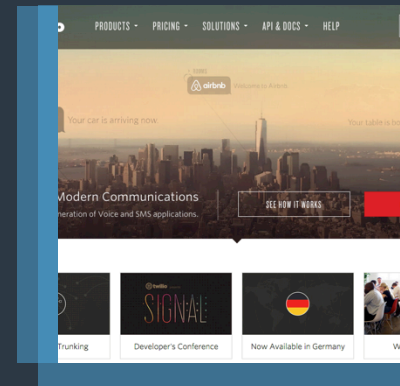 PRODUCTS PRICING SOLUTIONS API & DOCS HELP
airbnb Welcome to Airbnb
Your car is arriving now.
Your table is
Modern Communications
neration of Voice and SMS applications.
SEE HOW IT WORKS
twilio
SIGNAL
Trunking
Developer's Conference
Now Available in Germany
W